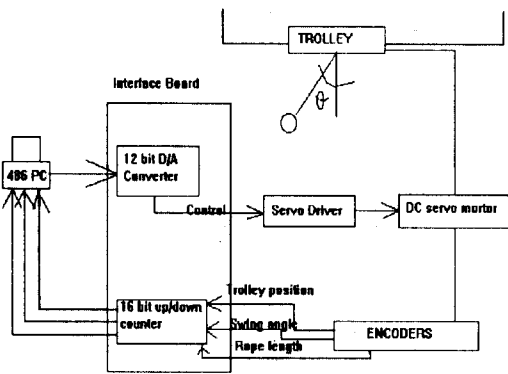 TROLLEY
θ
Interface Board
486 PC
12 bit D/A
Converter
Control
Servo Driver
DC servo mortor
Trolley position
16 bit up/down
counter
Swing angle
Rope length
ENCODERS